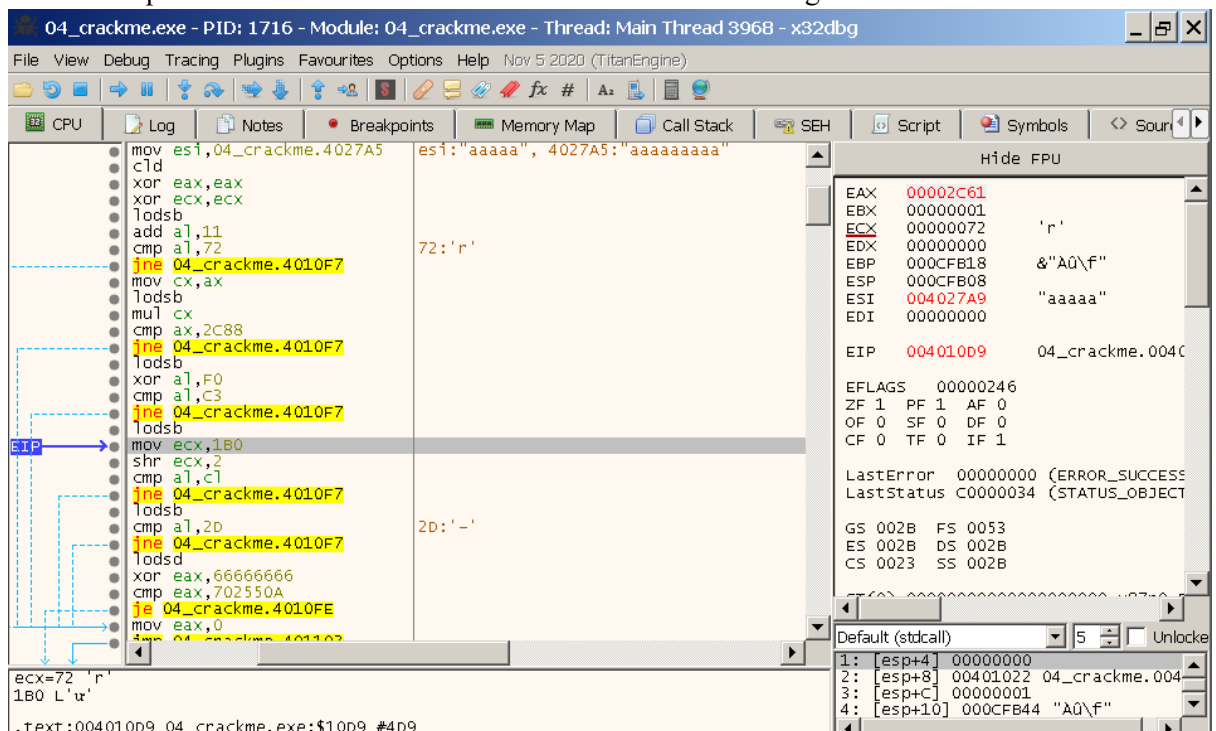 04_crackme.exe - PID: 1716 - Module: 04_crackme.exe - Thread: Main Thread 3968 - x32dbg
File View Debug Tracing Plugins Favourites Options Help Nov 5 2020 (TitanEngine)
CPU Log Notes Breakpoints Memory Map Call Stack SEH Script Symbols
mov esi,04_crackme.4027A5 esi:"aaaaa", 4027A5:"aaaaaaaaa"
cld
xor eax,eax
xor ecx,ecx
lodsb
add al,11
cmp al,72 72:'r'
jne 04_crackme.4010F7
mov cx,ax
lodsb
mul cx
cmp ax,2C88
jne 04_crackme.4010F7
lodsb
xor al,F0
cmp al,C3
jne 04_crackme.4010F7
lodsb
EIP mov ecx,1B0
shr ecx,2
cmp al,cl
jne 04_crackme.4010F7
lodsb
cmp al,2D 2D:'-'
jne 04_crackme.4010F7
lodsd
xor eax,66666666
cmp eax,702550A
je 04_crackme.4010FE
mov eax,0
jmp 04_crackme.401103
Hide FPU
EAX 00002C61
EBX 00000001
ECX 00000072 'r'
EDX 00000000
EBP 000CFB18 &"Àû\f"
ESP 000CFB08
ESI 004027A9 "aaaaa"
EDI 00000000
EIP 004010D9 04_crackme.0040
EFLAGS 00000246
ZF 1 PF 1 AF 0
OF 0 SF 0 DF 0
CF 0 TF 0 IF 1
LastError 00000000 (ERROR_SUCCESS
LastStatus C0000034 (STATUS_OBJECT
GS 002B FS 0053
ES 002B DS 002B
CS 0023 SS 002B
Default (stdcall) 5 Unlocke
1: [esp+4] 00000000
2: [esp+8] 00401022 04_crackme.004
3: [esp+C] 00000001
4: [esp+10] 000CFB44 "Àû\f"
ecx=72 'r'
1B0 L'ư'
.text:004010D9 04_crackme.exe:$10D9 #4D9